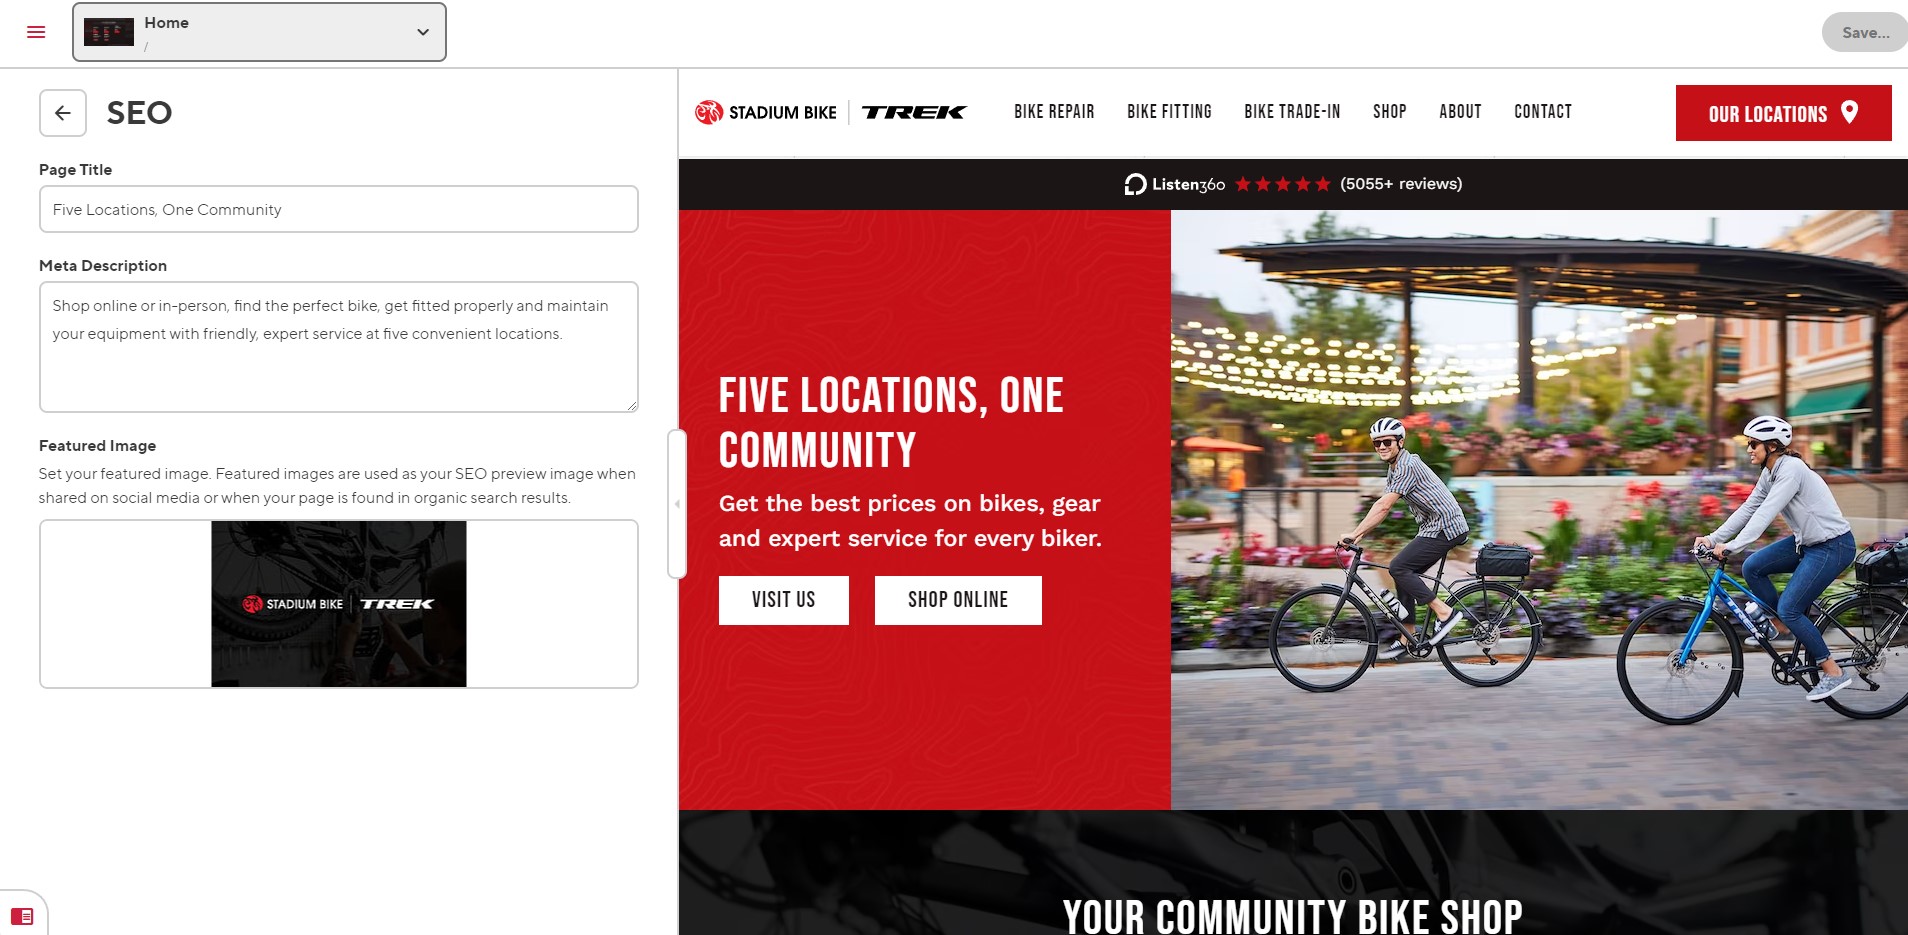 Home
/
Save...
SEO
Page Title
Five Locations, One Community
Meta Description
Shop online or in-person, find the perfect bike, get fitted properly and maintain
your equipment with friendly, expert service at five convenient locations.
Featured Image
Set your featured image. Featured images are used as your SEO preview image when
shared on social media or when your page is found in organic search results.
STADIUM BIKE | TREK
STADIUM BIKE | TREK
BIKE REPAIR
BIKE FITTING
BIKE TRADE-IN
SHOP
ABOUT
CONTACT
OUR LOCATIONS
Listen360 ★★★★★ (5055+ reviews)
FIVE LOCATIONS, ONE
COMMUNITY
Get the best prices on bikes, gear
and expert service for every biker.
VISIT US
SHOP ONLINE
TREK
YOUR COMMUNITY BIKE SHOP